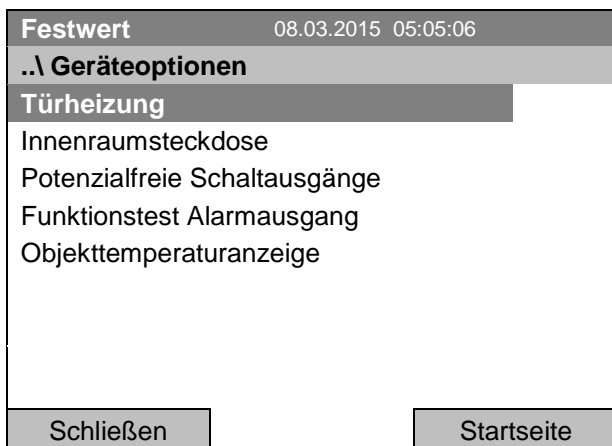 Festwert 08.03.2015 05:05:06
..\ Geräteoptionen
Türheizung
Innenraumsteckdose
Potenzialfreie Schaltausgänge
Funktionstest Alarmausgang
Objekttemperaturanzeige
Schließen Startseite